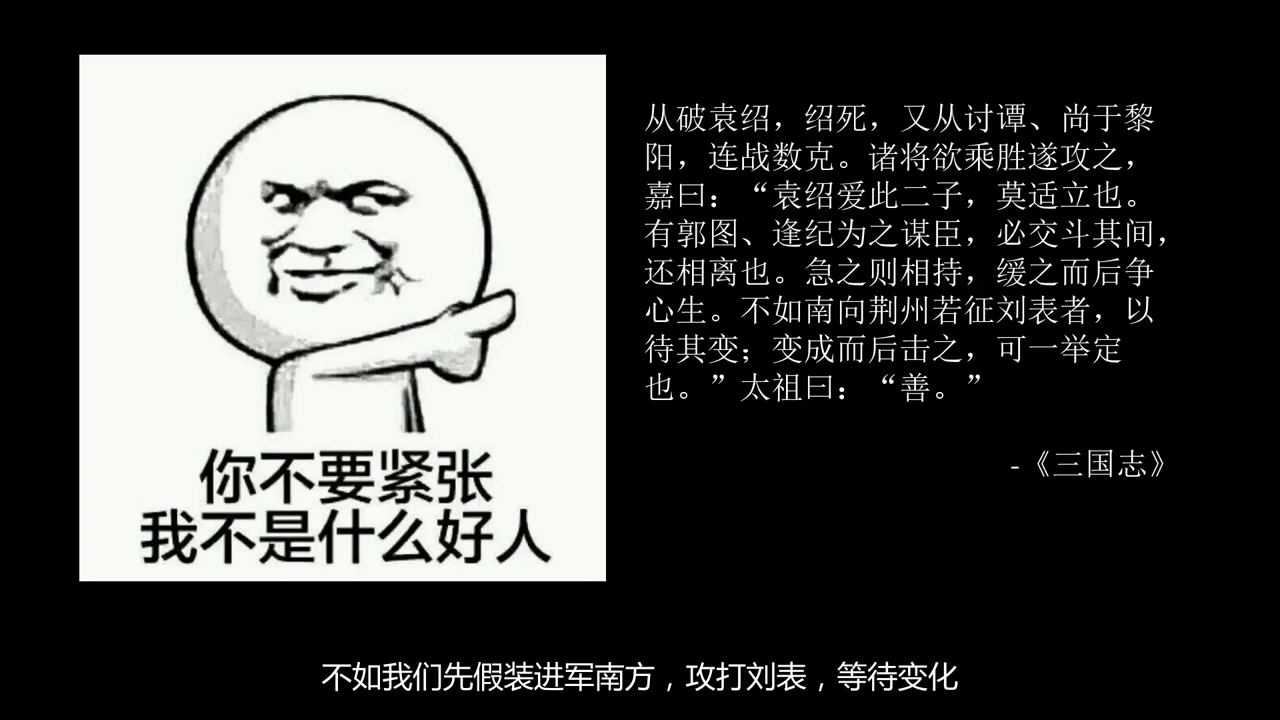 你不要紧张
我不是什么好人
从破袁绍，绍死，又从讨谭、尚于黎
阳，连战数克。诸将欲乘胜遂攻之，
嘉曰：“袁绍爱此二子，莫适立也。
有郭图、逢纪为之谋臣，必交斗其间，
还相离也。急之则相持，缓之而后争
心生。不如南向荆州若征刘表者，以
待其变；变成而后击之，可一举定
也。”太祖曰：“善。”
-《三国志》
不如我们先假装进军南方，攻打刘表，等待变化